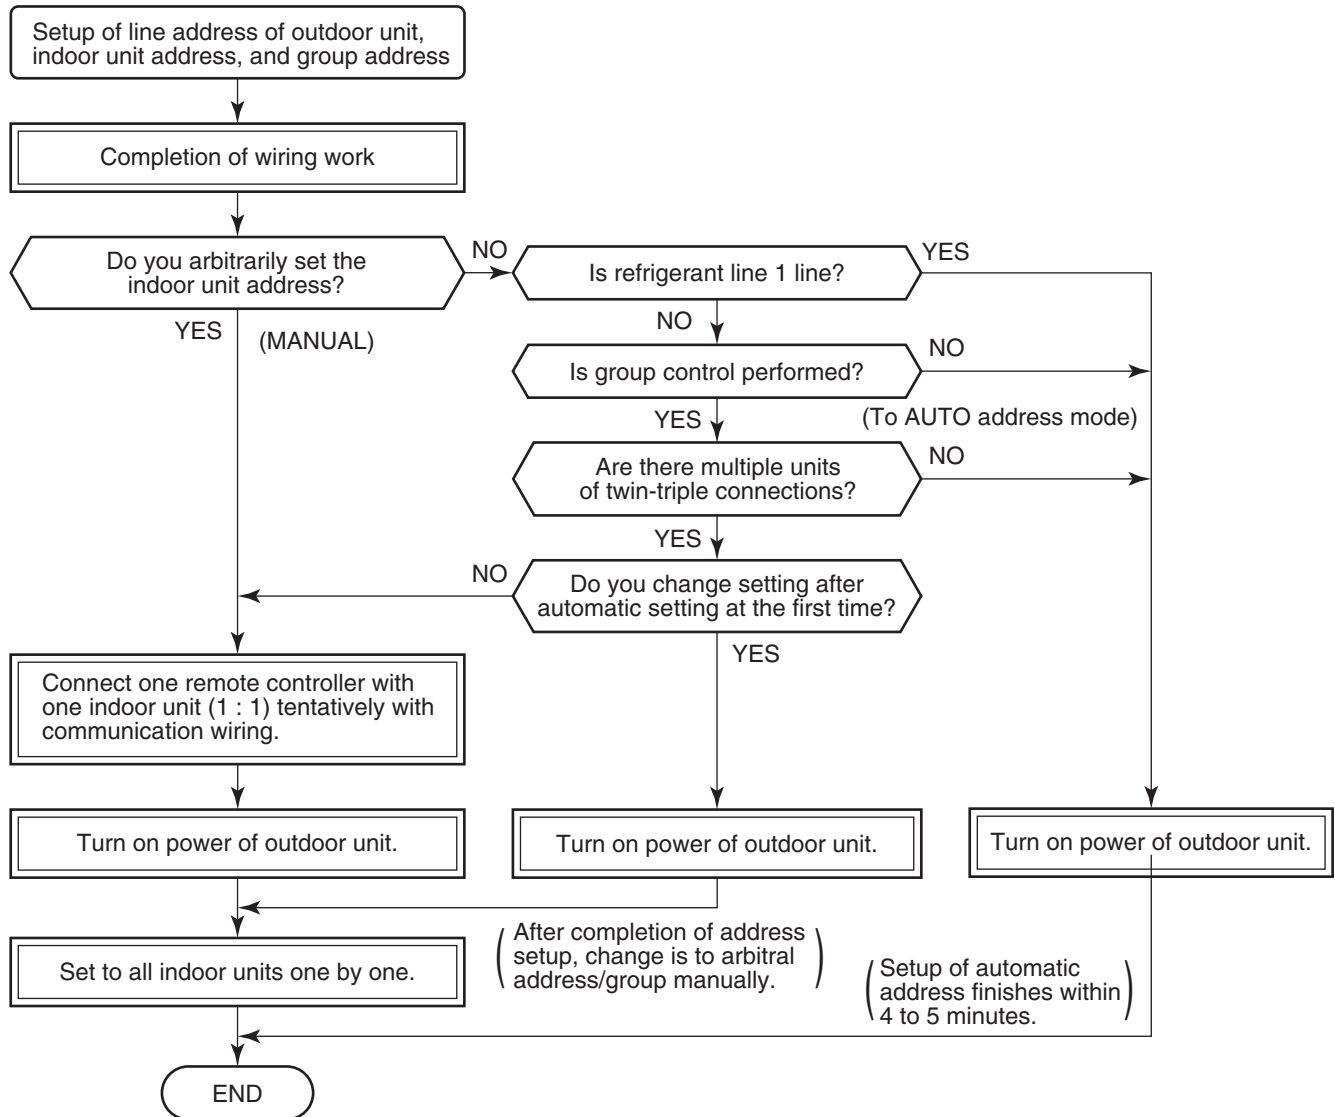 Setup of line address of outdoor unit,
indoor unit address, and group address
Completion of wiring work
Do you arbitrarily set the
indoor unit address?
NO
Is refrigerant line 1 line?
YES
YES
(MANUAL)
NO
Is group control performed?
NO
YES
(To AUTO address mode)
Are there multiple units
of twin-triple connections?
NO
YES
NO
Do you change setting after
automatic setting at the first time?
YES
Connect one remote controller with
one indoor unit (1 : 1) tentatively with
communication wiring.
Turn on power of outdoor unit.
Turn on power of outdoor unit.
Turn on power of outdoor unit.
(After completion of address
setup, change is to arbitral
address/group manually.)
Set to all indoor units one by one.
(Setup of automatic
address finishes within
4 to 5 minutes.)
END